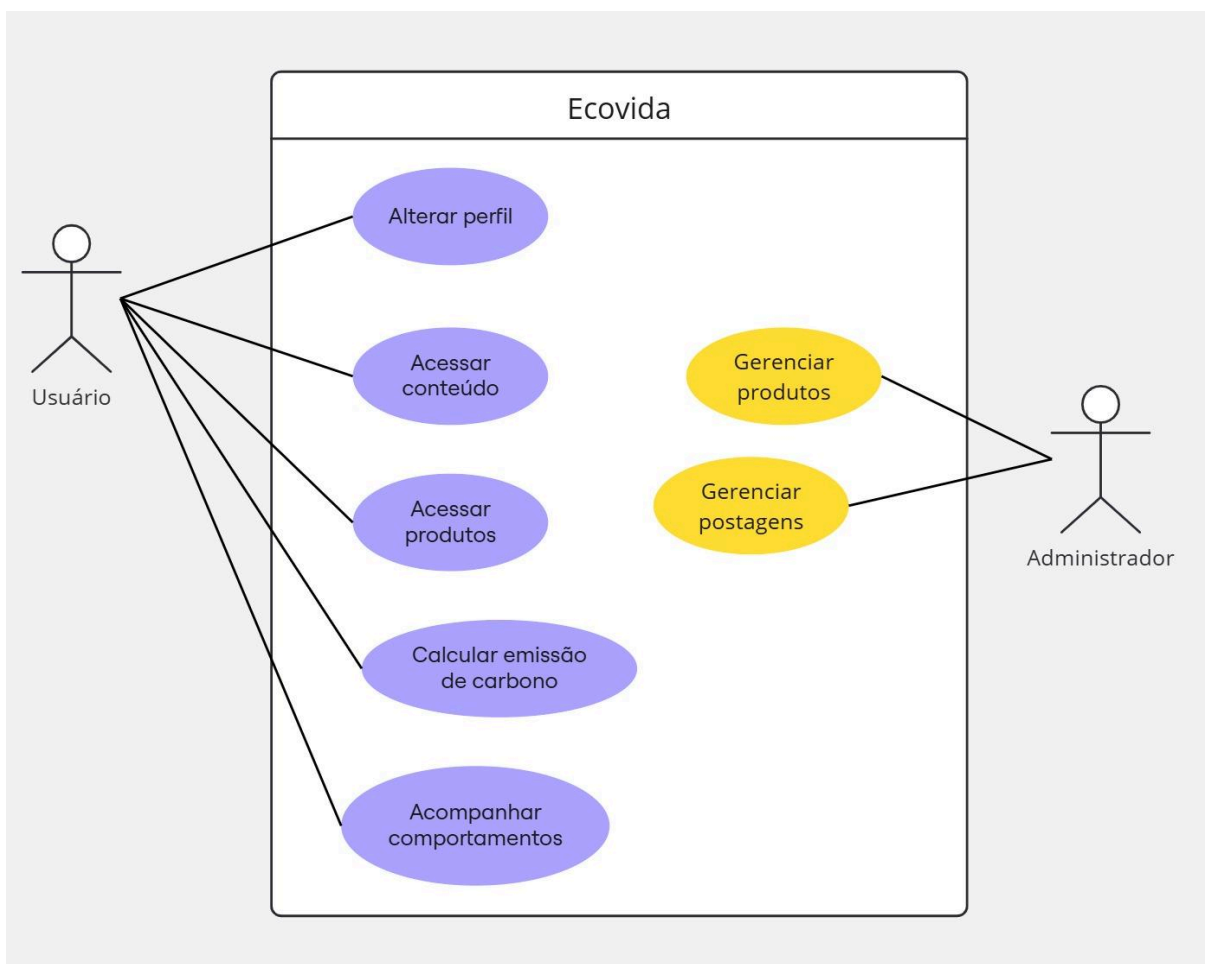 Ecovida
Alterar perfil
Usuário
Acessar
conteúdo
Gerenciar
produtos
Acessar
produtos
Gerenciar
postagens
Administrador
Calcular emissão
de carbono
Acompanhar
comportamentos